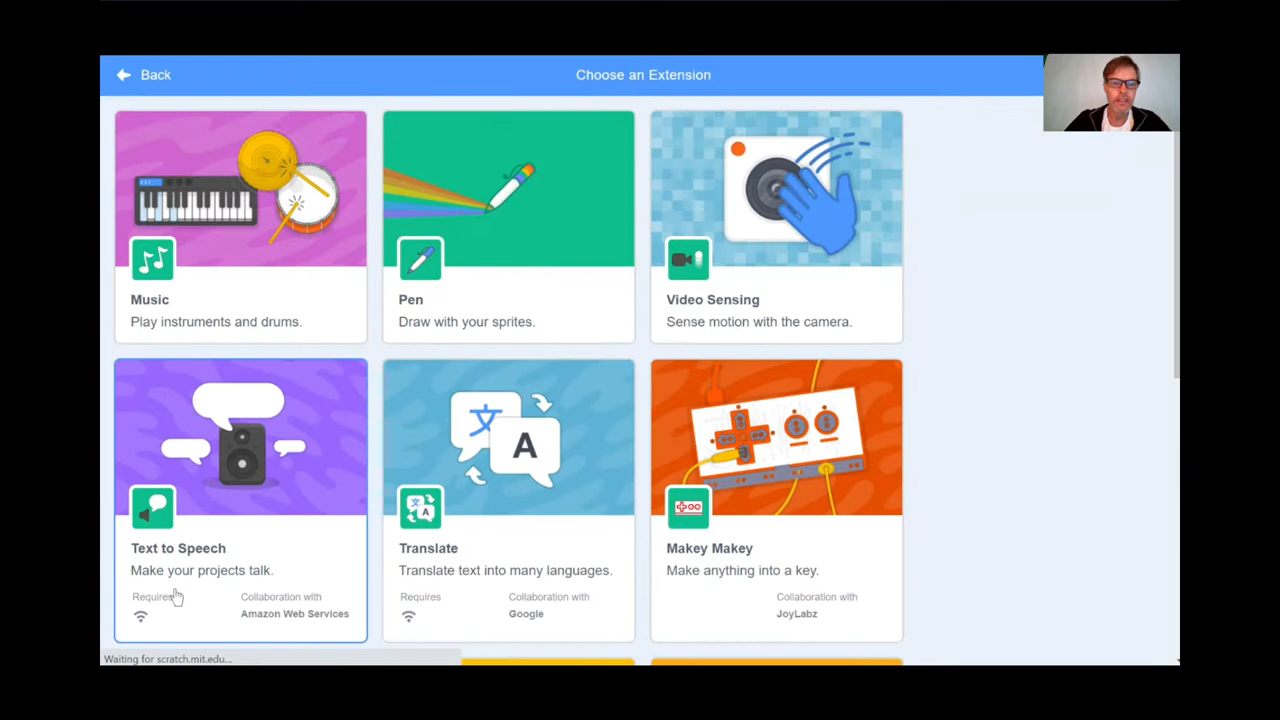 Back
Choose an Extension
Music
Play instruments and drums.
Pen
Draw with your sprites.
Video Sensing
Sense motion with the camera.
文
A
文
A
Text to Speech
Make your projects talk.
Requires
Collaboration with
Amazon Web Services
Translate
Translate text into many languages.
Requires
Collaboration with
Google
Makey Makey
Make anything into a key.
Collaboration with
JoyLabz
Waiting for scratch.mit.edu...